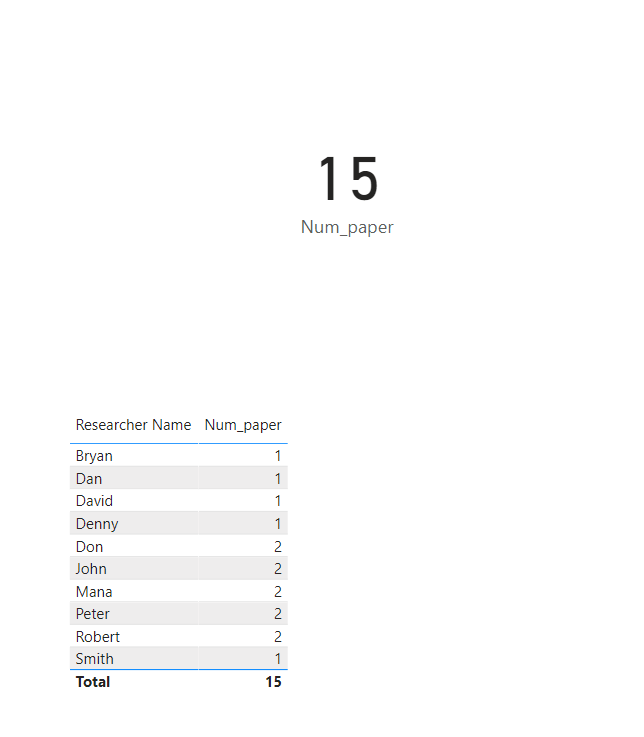 15
Num_paper
Researcher Name Num_paper
Bryan 1
Dan 1
David 1
Denny 1
Don 2
John 2
Mana 2
Peter 2
Robert 2
Smith 1
Total 15